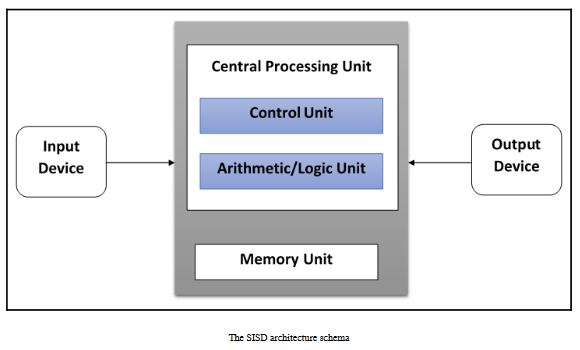 Central Processing Unit
Control Unit
Arithmetic/Logic Unit
Input
Device
Output
Device
Memory Unit
The SISD architecture schema